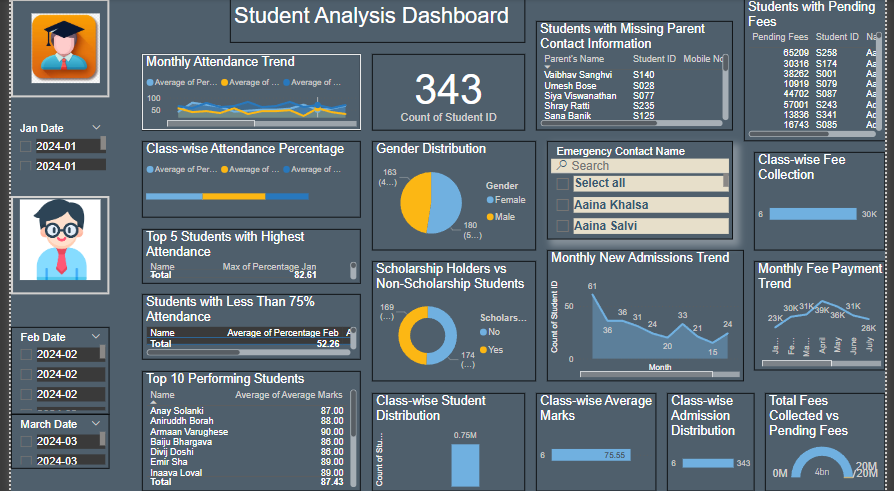 Student Analysis Dashboard
Jan Date
2024-01
2024-01
Feb Date
2024-02
2024-02
2024-02
March Date
2024-03
2024-03
Monthly Attendance Trend
Average of Per... Average of ... Average of ...
100
50
343
Count of Student ID
Students with Missing Parent
Contact Information
Parent's Name Student ID Mobile No
Vaibhav Sanghvi S140
Umesh Bose S028
Siya Viswanathan S077
Shray Ratti S235
Sana Banik S125
Students with Pending
Fees
Pending Fees Student ID Na
65209 S258 Aa
30316 S174 Aa
38262 S001 Aa
10919 S079 Aa
44702 S087 Aa
57001 S243 Ac
13836 S341 Ac
16743 S085 Ac
Class-wise Attendance Percentage
Average of Per... Average of ... Average of ...
Gender Distribution
163
(4...)
180
(5...)
Gender
Female
Male
Emergency Contact Name
Search
Select all
Aaina Khalsa
Aaina Salvi
Class-wise Fee
Collection
6 30K
Top 5 Students with Highest
Attendance
Name Max of Percentage Jan
Total 82.61
Students with Less Than 75%
Attendance
Name Average of Percentage Feb A
Total 52.26
Scholarship Holders vs
Non-Scholarship Students
169
(...)
174
(...)
Scholars...
No
Yes
Monthly New Admissions Trend
Count of Student ID
50
0
61
36
36
31
24
20
33
21
15
24
Month
Monthly Fee Payment
Trend
23K
30K
31K
39K
36K
31K
28K
Ja...
Fe...
Ma...
April
May
June
July
Top 10 Performing Students
Name Average of Average Marks
Anay Solanki 87.00
Aniruddh Borah 88.00
Armaan Varughese 90.00
Baiju Bhargava 86.00
Divij Doshi 86.00
Emir Sha 89.00
Inaaya Loyal 89.00
Total 87.43
Class-wise Student
Distribution
Count of Stu...
0.75M
Class-wise Average
Marks
6 75.55
Class-wise
Admission
Distribution
6 343
Total Fees
Collected vs
Pending Fees
0M
4bn
20M
20M